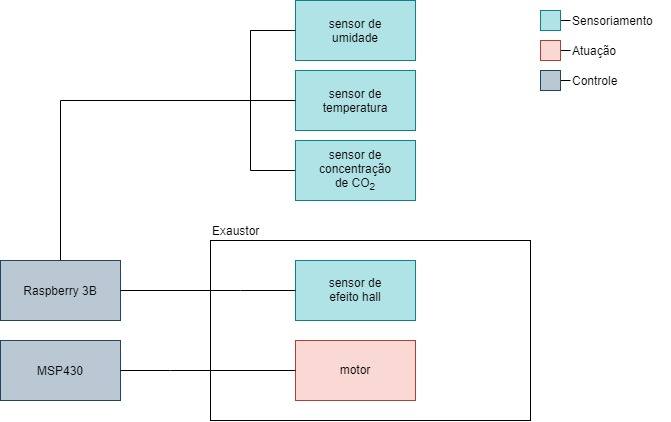 sensor de
umidade
Sensoriamento
Atuação
Controle
sensor de
temperatura
sensor de
concentração
de CO₂
Exaustor
Raspberry 3B
sensor de
efeito hall
MSP430
motor